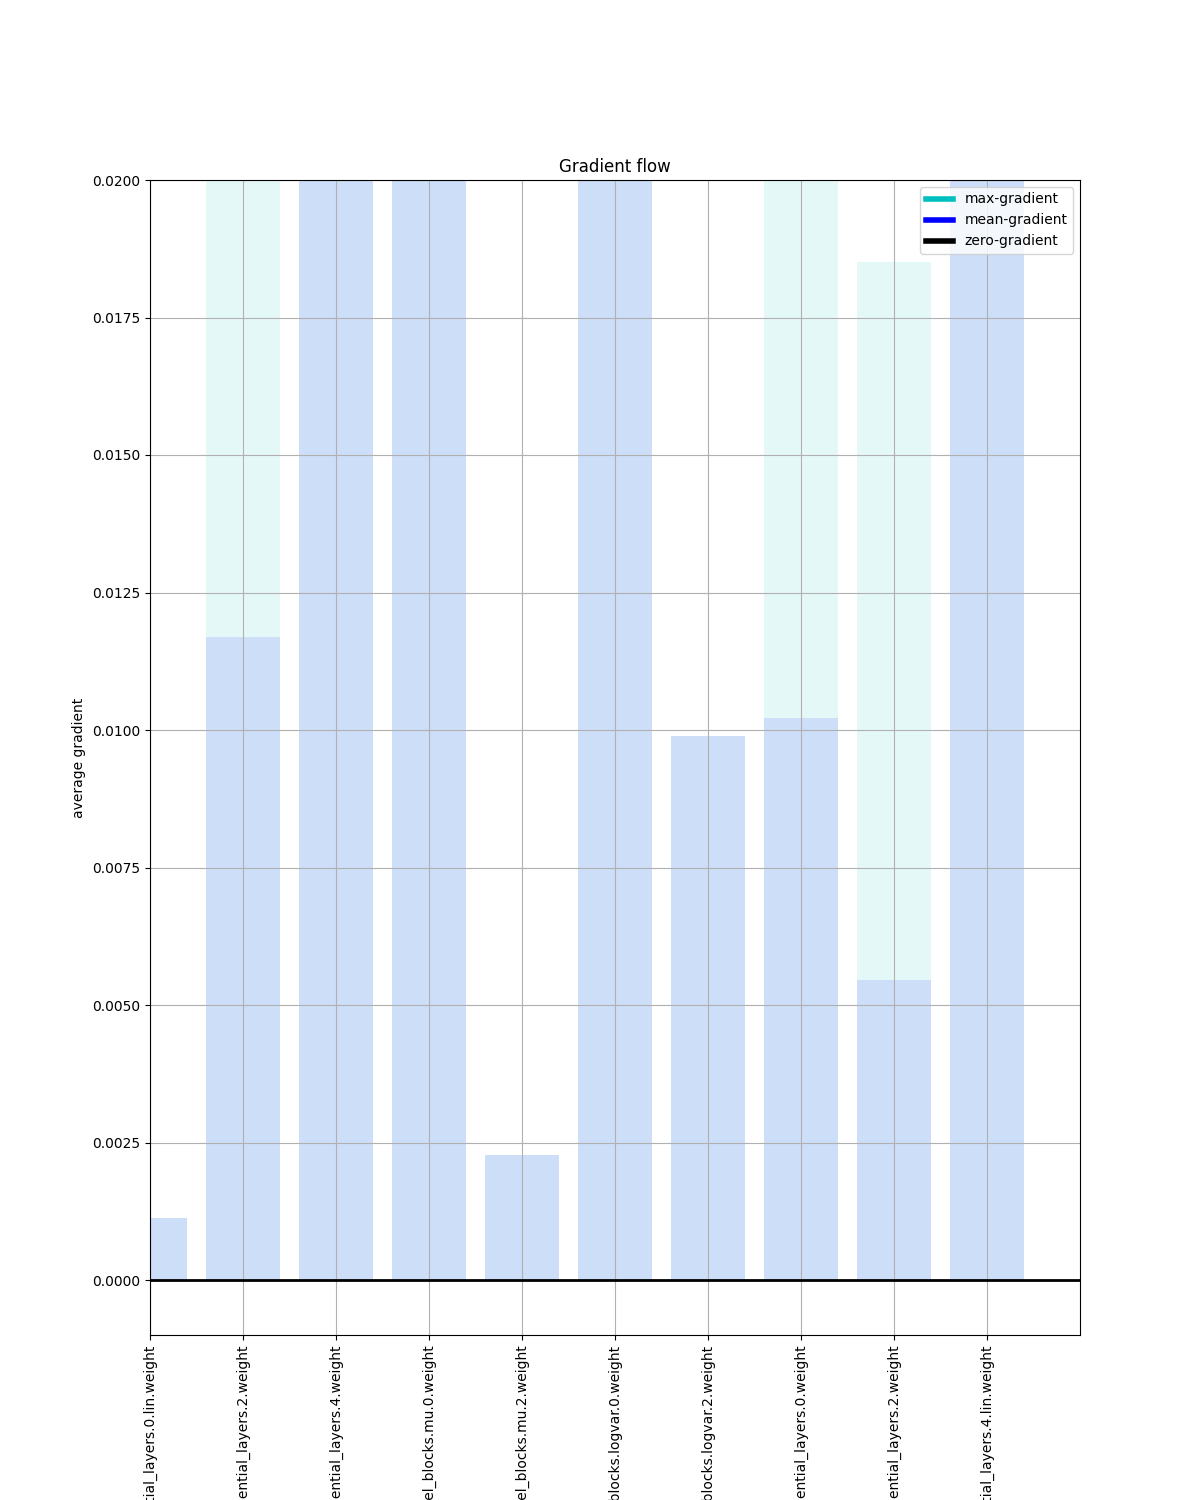 Gradient flow
max-gradient
mean-gradient
zero-gradient
0.0200
0.0175
0.0150
0.0125
0.0100
0.0075
0.0050
0.0025
0.0000
average gradient
tial_layers.0.lin.weight
ential_layers.2.weight
ential_layers.4.weight
el_blocks.mu.0.weight
el_blocks.mu.2.weight
blocks.logvar.0.weight
blocks.logvar.2.weight
ential_layers.0.weight
ential_layers.2.weight
tial_layers.4.lin.weight